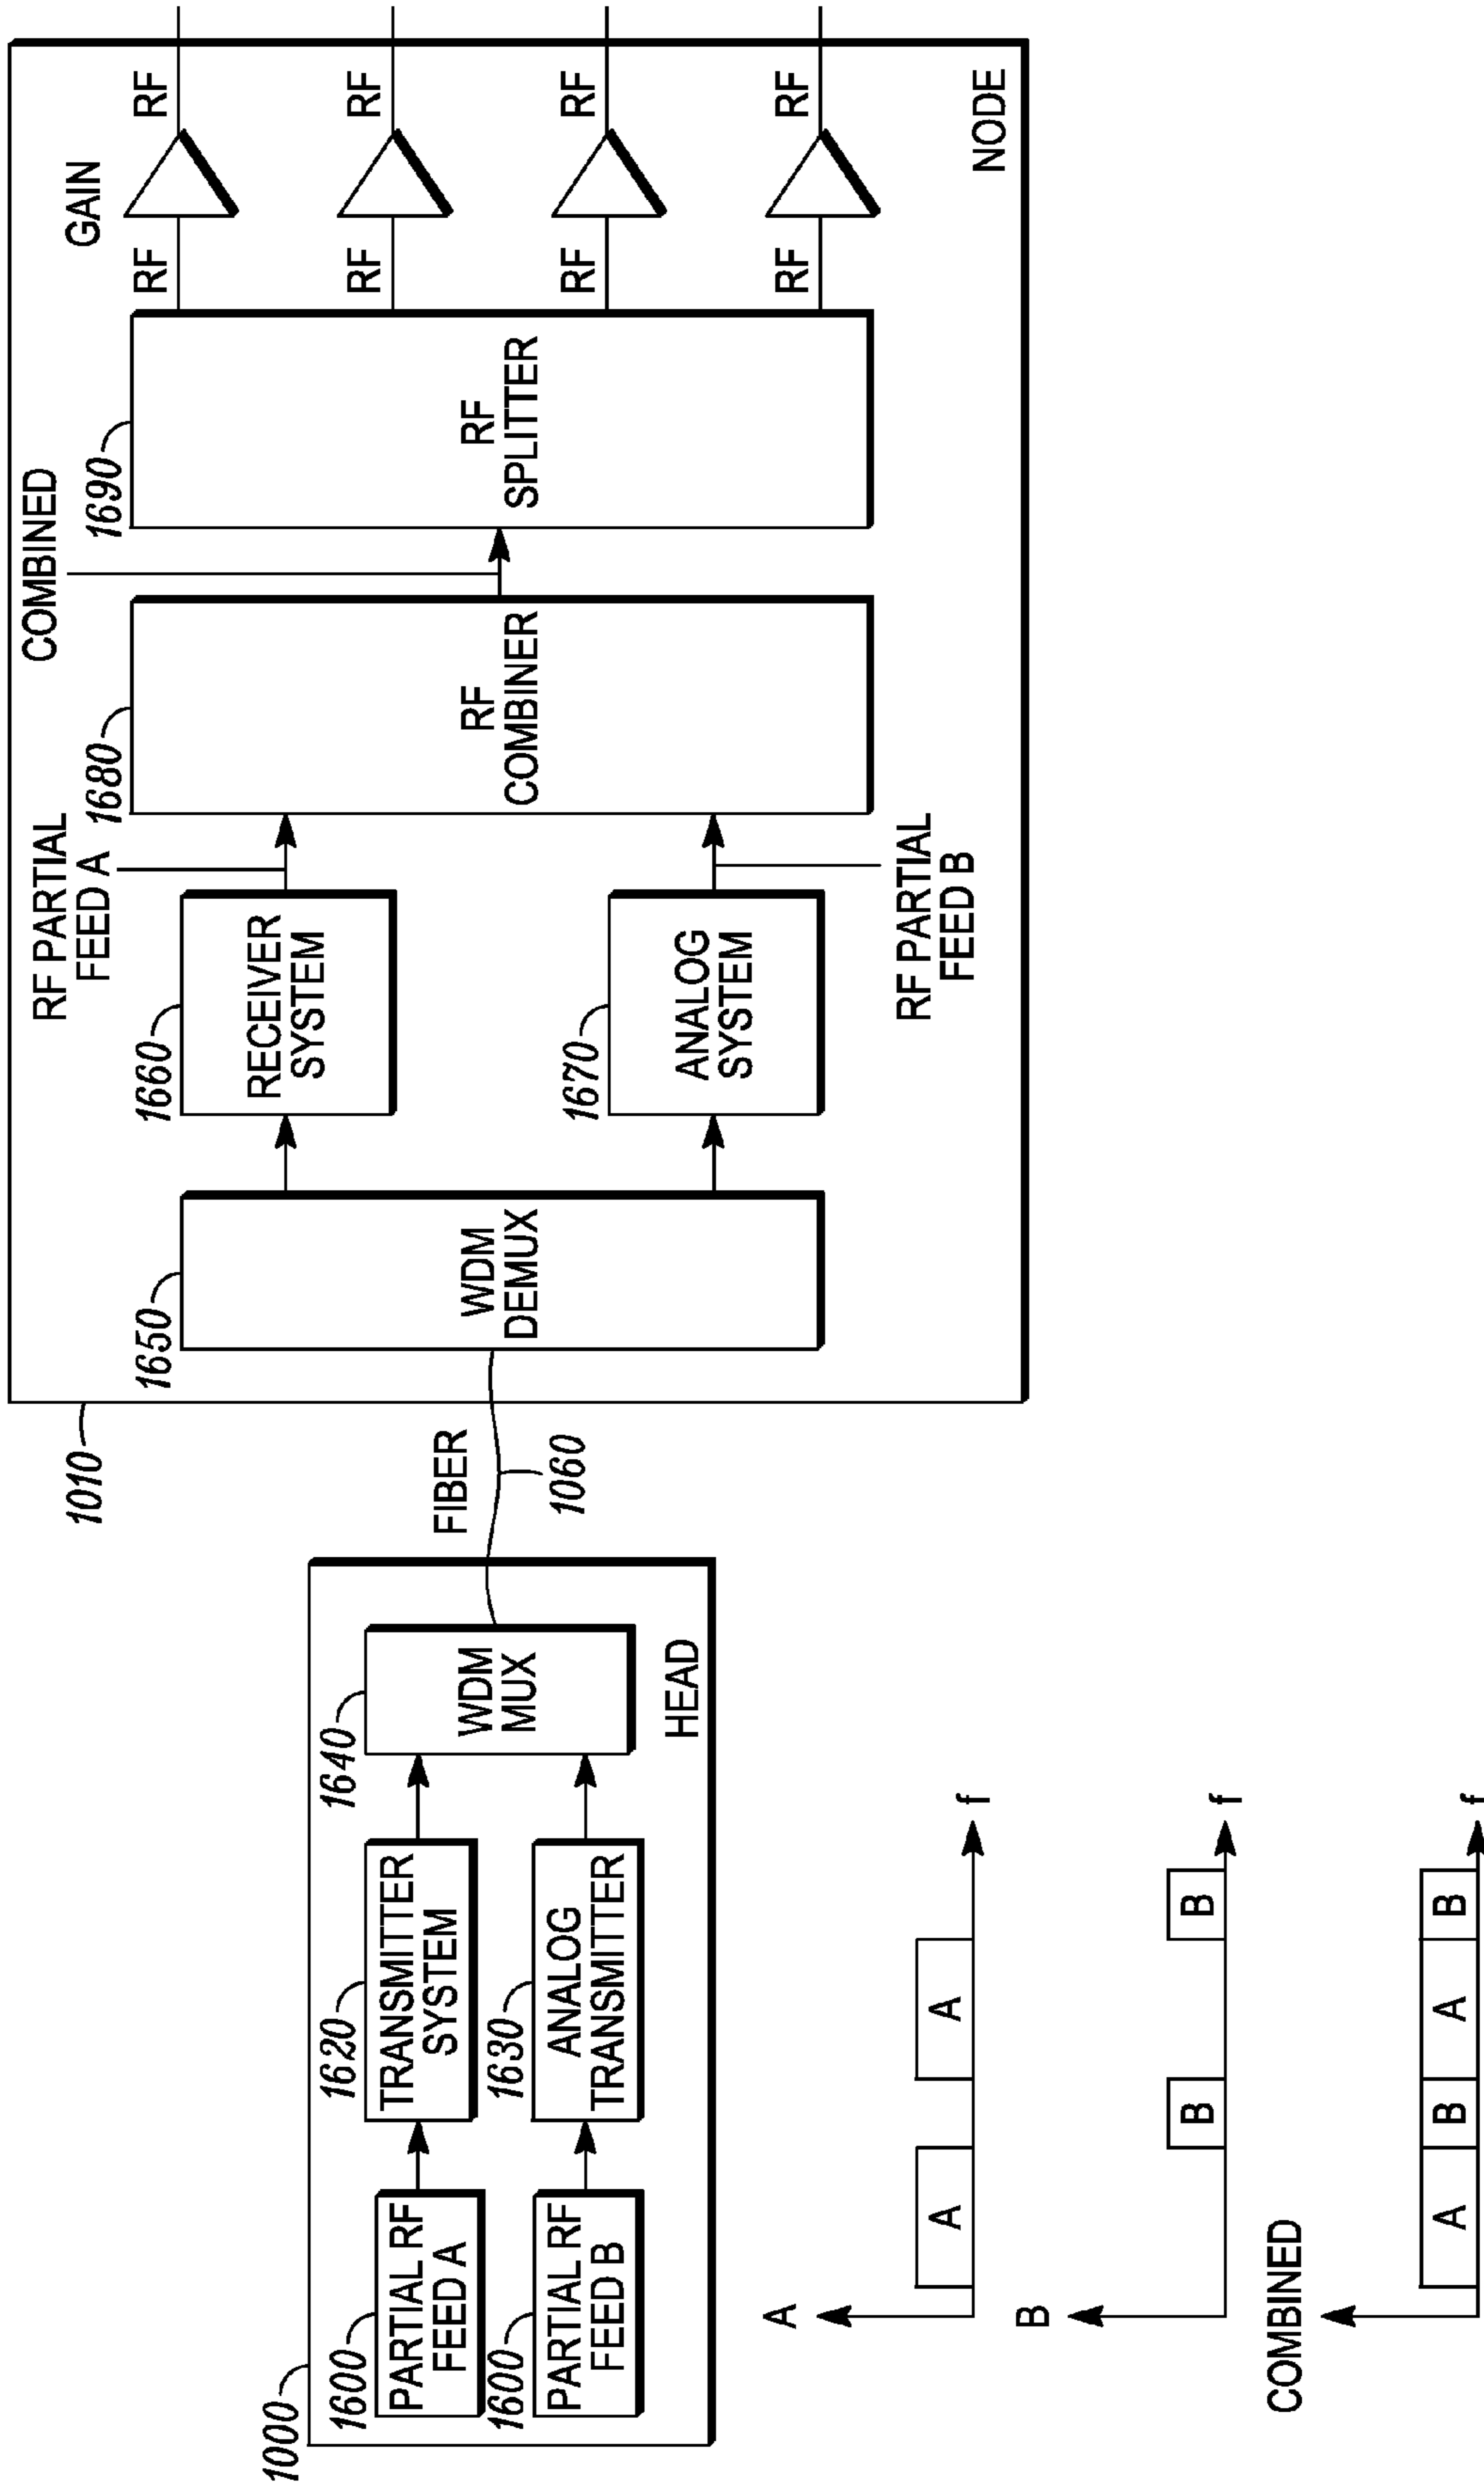 1000
1600
PARTIAL RF
FEED A
1620
TRANSMITTER
SYSTEM
1640
WDM
MUX
1600
PARTIAL RF
FEED B
1630
ANALOG
TRANSMITTER
HEAD
FIBER
1060
1010
1650
WDM
DEMUX
1660
RECEIVER
SYSTEM
RF PARTIAL
FEED A
1670
ANALOG
SYSTEM
RF PARTIAL
FEED B
1680
RF
COMBINER
COMBINED
1690
RF
SPLITTER
GAIN
RF
RF
RF
RF
RF
RF
RF
RF
NODE
A
A
A
f
B
B
B
f
COMBINED
A
B
A
B
f